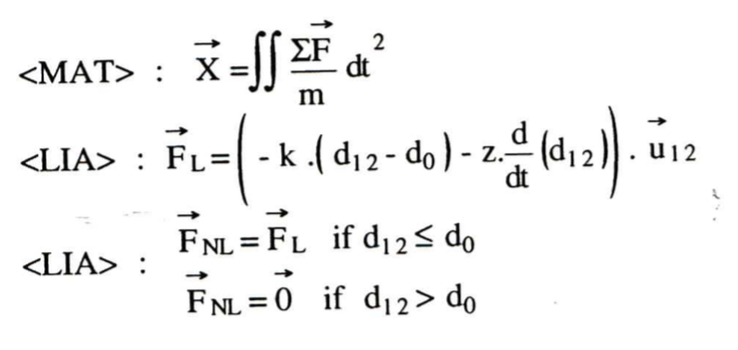 <MAT> : X⃗ = ∬ ΣF⃗/m dt²
<LIA> : F⃗L = ( - k .( d12 - d0 ) - z. d/dt (d12) ) . u⃗12
<LIA> : F⃗NL = F⃗L if d12 ≤ d0
F⃗NL = 0⃗ if d12 > d0